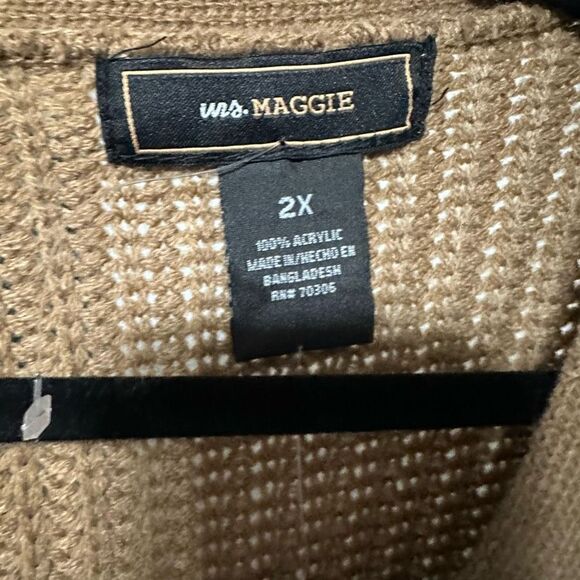 ms. MAGGIE
2X
100% ACRYLIC
MADE IN/HECHO EN
BANGLADESH
RN# 70306